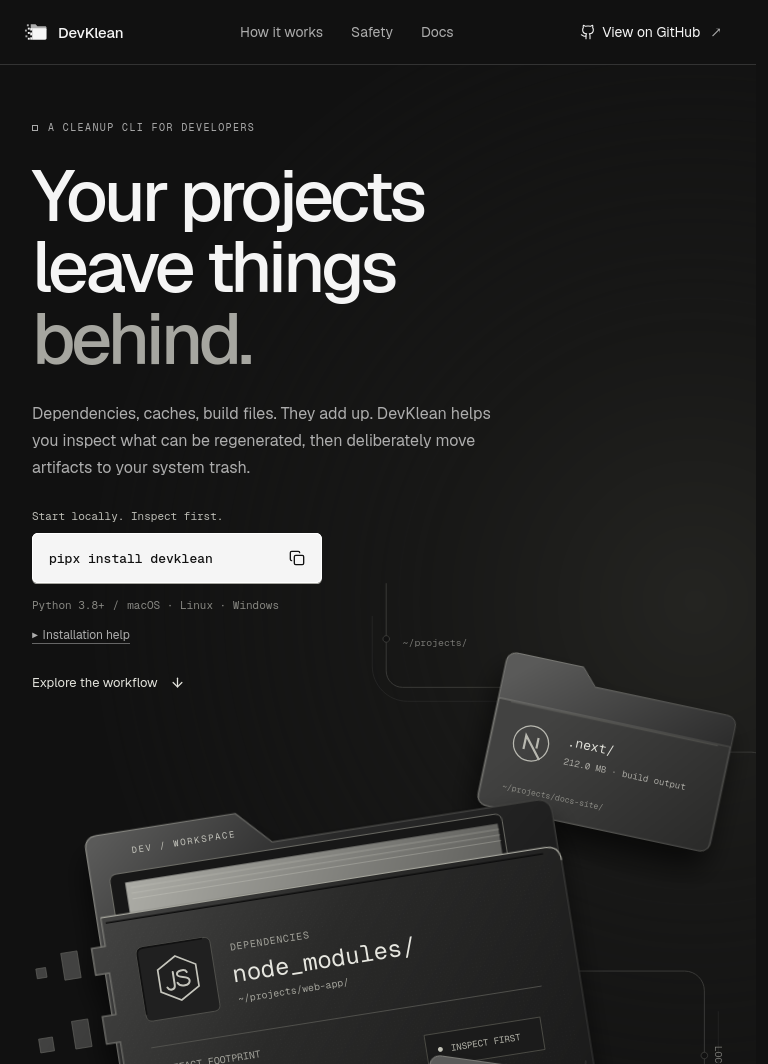 DevKlean
How it works
Safety
Docs
View on GitHub ↗
A CLEANUP CLI FOR DEVELOPERS
Your projects
leave things
behind.
Dependencies, caches, build files. They add up. DevKlean helps
you inspect what can be regenerated, then deliberately move
artifacts to your system trash.
Start locally. Inspect first.
pipx install devklean
Python 3.8+ / macOS · Linux · Windows
▸ Installation help
~/projects/
Explore the workflow ↓
.next/
212.0 MB · build output
~/projects/docs-site/
DEV / WORKSPACE
JS
DEPENDENCIES
node_modules/
~/projects/web-app/
INSPECT FIRST
FOOTPRINT